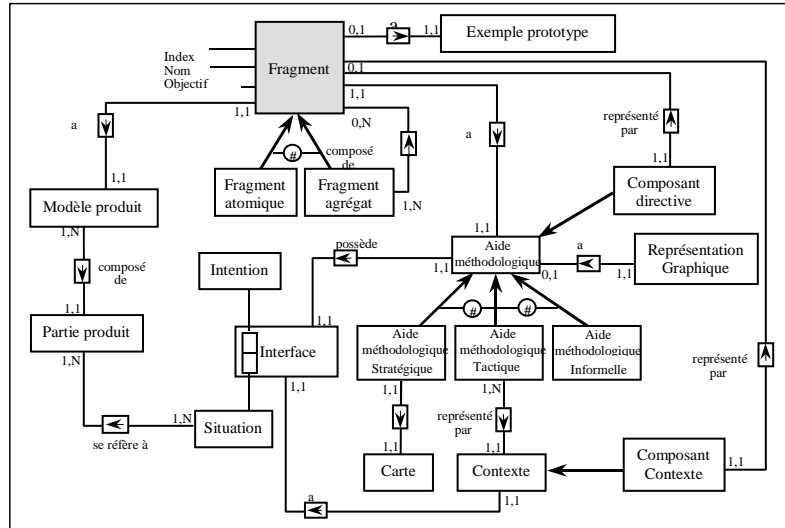 a
0,1
1,1
Exemple prototype
Index
Nom
Objectif
Fragment
0,1
1,1
1,1
0,N
a
a
représenté
par
composé
de
#
1,1
1,1
Fragment
atomique
Fragment
agrégat
1,N
Composant
directive
Modèle produit
1,N
1,1
possède
Aide
méthodologique
1,1
0,1
a
1,1
Représentation
Graphique
Intention
composé
de
1,1
Partie produit
1,N
1,1
Interface
1,1
#
#
Aide
méthodologique
Stratégique
Aide
méthodologique
Tactique
Aide
méthodologique
Informelle
représenté
par
1,1
1,N
représenté
par
1,N
Situation
se réfère à
1,1
1,1
Carte
Contexte
1,1
Composant
Contexte
1,1
a